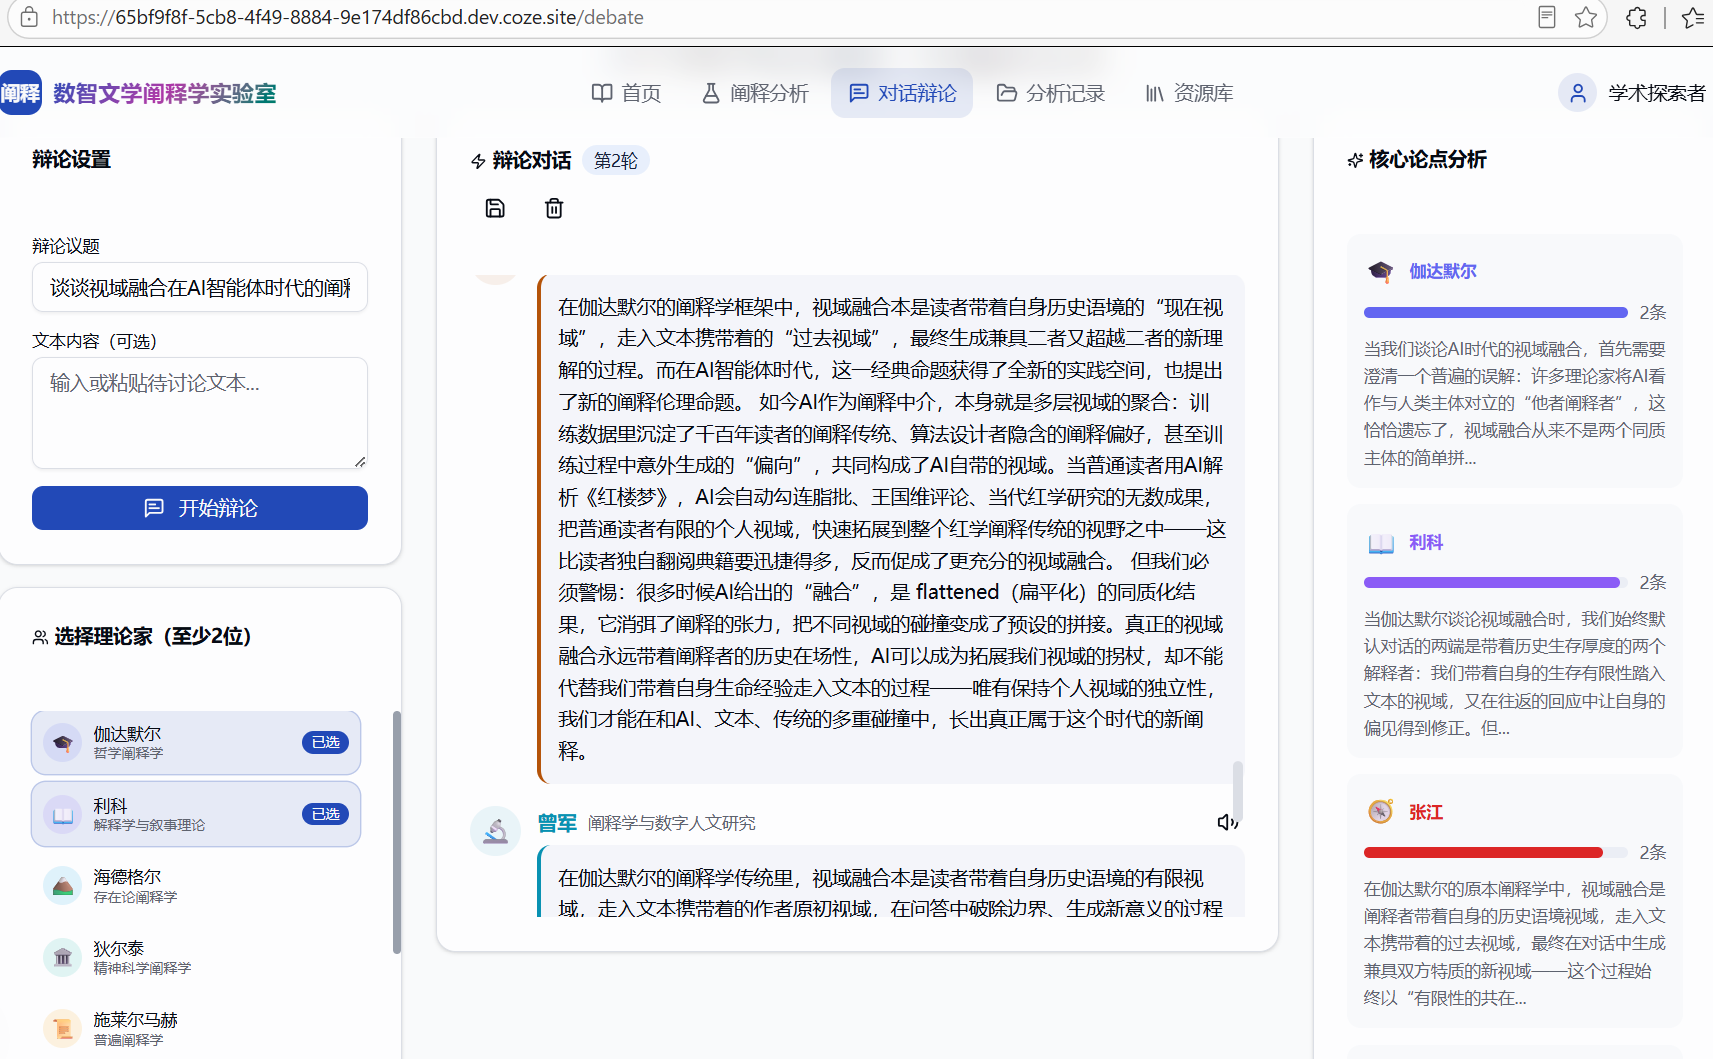 https://65bf9f8f-5cb8-4f49-8884-9e174df86cbd.dev.coze.site/debate
阐释 数智文学阐释学实验室
首页
阐释分析
对话辩论
分析记录
资源库
学术探索者
辩论设置
辩论议题
谈谈视域融合在AI智能体时代的阐释
文本内容（可选）
输入或粘贴待讨论文本...
开始辩论
选择理论家（至少2位）
伽达默尔
哲学阐释学
已选
利科
解释学与叙事理论
已选
海德格尔
存在论阐释学
狄尔泰
精神科学阐释学
施莱尔马赫
普遍阐释学
辩论对话 第2轮
在伽达默尔的阐释学框架中，视域融合本是读者带着自身历史语境的“现在视
域”，走入文本携带着的“过去视域”，最终生成兼具二者又超越二者的新理
解的过程。而在AI智能体时代，这一经典命题获得了全新的实践空间，也提出
了新的阐释伦理命题。 如今AI作为阐释中介，本身就是多层视域的聚合：训
练数据里沉淀了千百年读者的阐释传统、算法设计者隐含的阐释偏好，甚至训
练过程中意外生成的“偏向”，共同构成了AI自带的视域。当普通读者用AI解
析《红楼梦》，AI会自动勾连脂批、王国维评论、当代红学研究的无数成果，
把普通读者有限的个人视域，快速拓展到整个红学阐释传统的视野之中——这
比读者独自翻阅典籍要迅捷得多，反而促成了更充分的视域融合。 但我们必
须警惕：很多时候AI给出的“融合”，是 flattened（扁平化）的同质化结
果，它消弭了阐释的张力，把不同视域的碰撞变成了预设的拼接。真正的视域
融合永远带着阐释者的历史在场性，AI可以成为拓展我们视域的拐杖，却不能
代替我们带着自身生命经验走入文本的过程——唯有保持个人视域的独立性，
我们才能在和AI、文本、传统的多重碰撞中，长出真正属于这个时代的新阐
释。
曾军 阐释学与数字人文研究
在伽达默尔的阐释学传统里，视域融合本是读者带着自身历史语境的有限视
域，走入文本携带着的作者原初视域，在问答中破除边界、生成新意义的过程
核心论点分析
伽达默尔
2条
当我们谈论AI时代的视域融合，首先需要
澄清一个普遍的误解：许多理论家将AI看
作与人类主体对立的“他者阐释者”，这
恰恰遗忘了，视域融合从来不是两个同质
主体的简单拼...
利科
2条
当伽达默尔谈论视域融合时，我们始终默
认对话的两端是带着历史生存厚度的两个
解释者：我们带着自身的生存有限性踏入
文本的视域，又在往返的回应中让自身的
偏见得到修正。但...
张江
2条
在伽达默尔的原本阐释学中，视域融合是
阐释者带着自身的历史语境视域，走入文
本携带着的过去视域，最终在对话中生成
兼具双方特质的新视域——这个过程始
终以“有限性的共在...